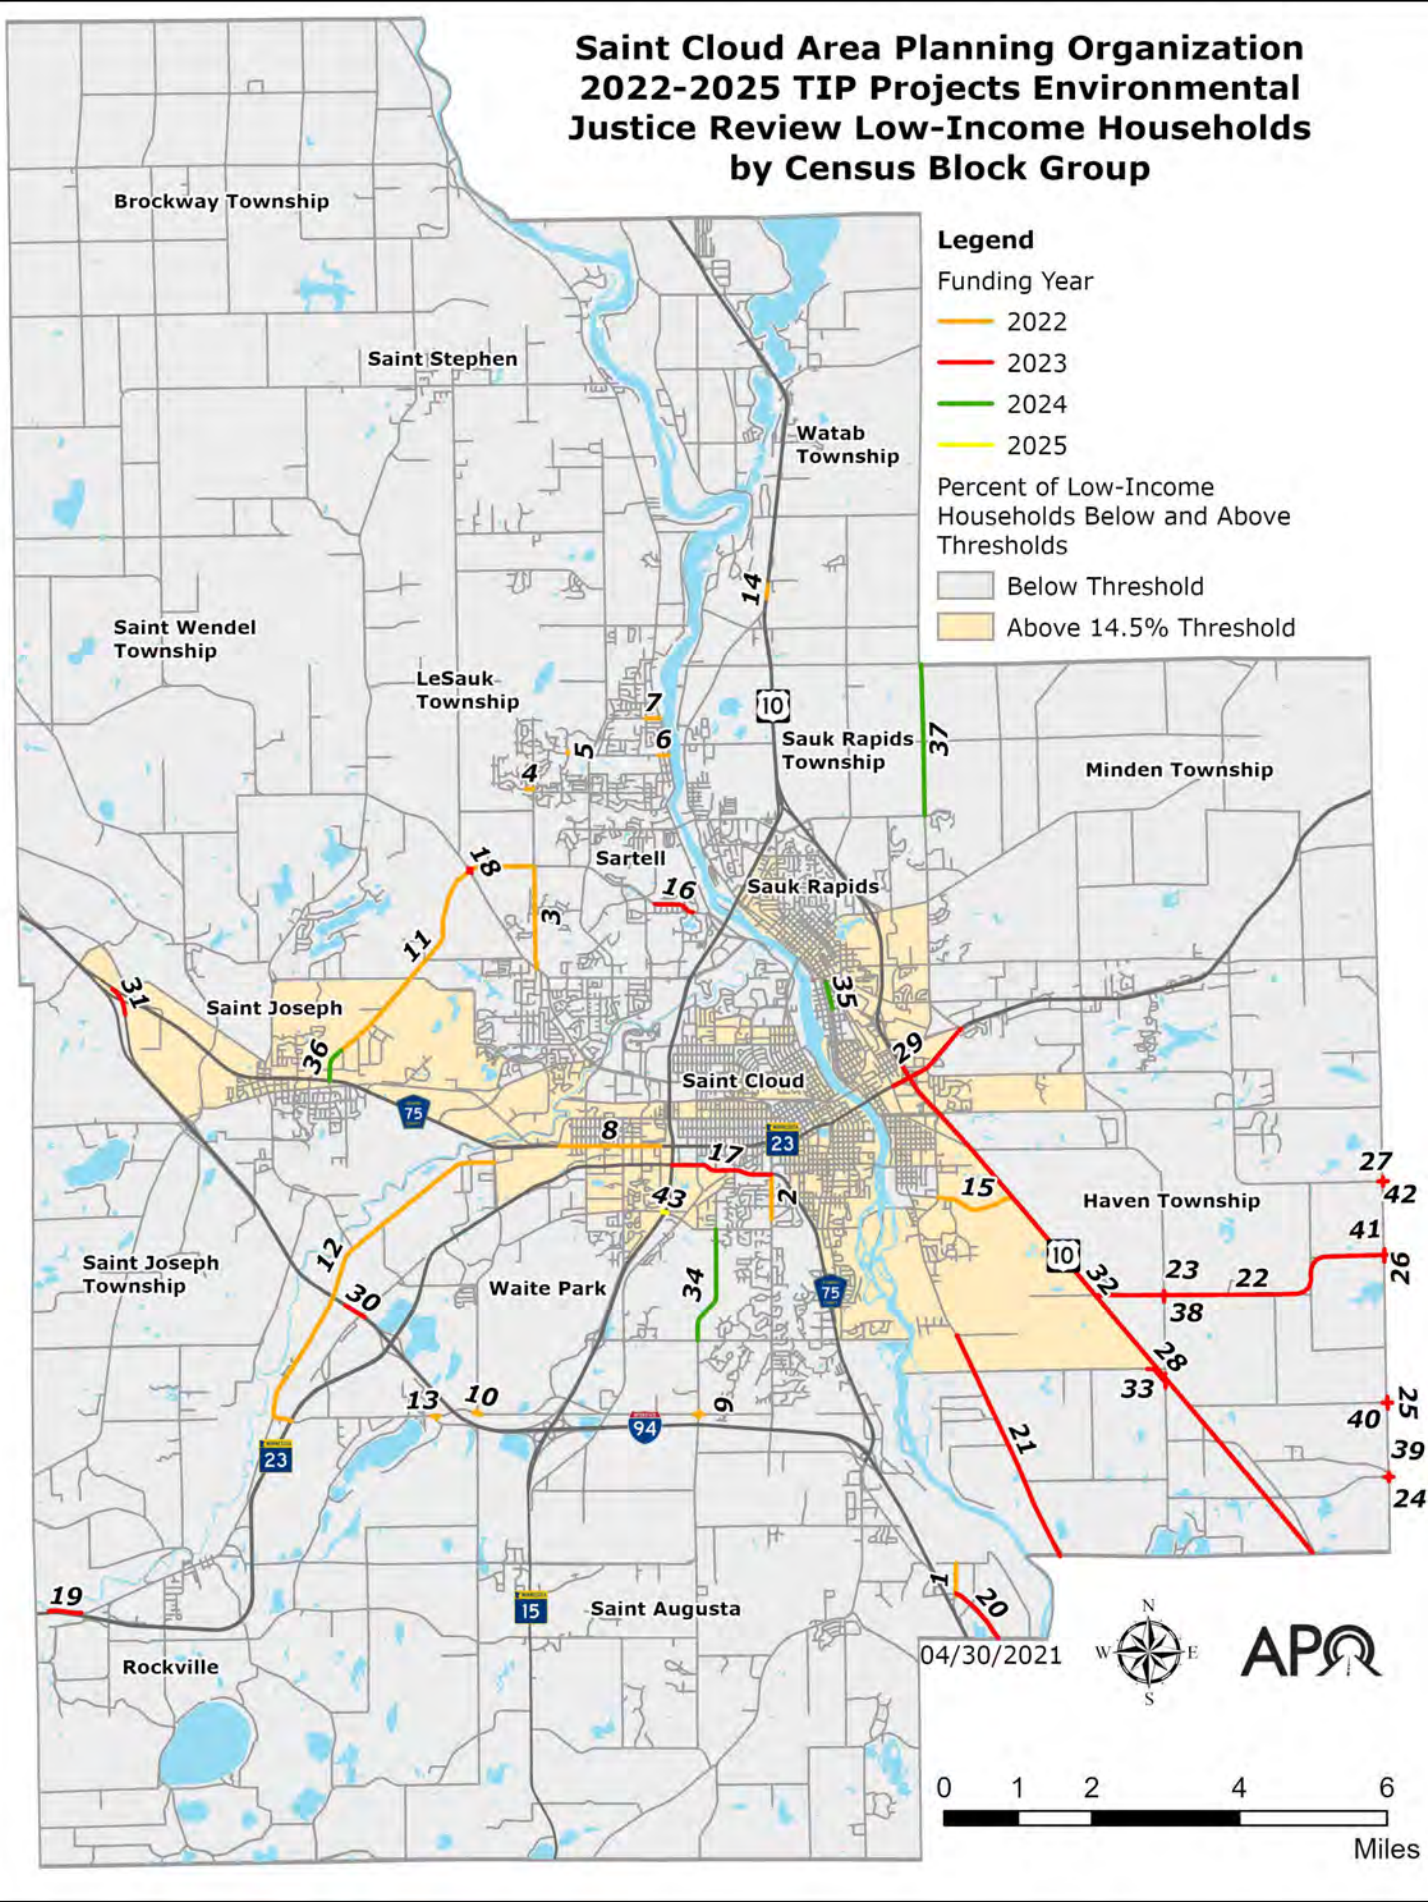 Saint Cloud Area Planning Organization
2022-2025 TIP Projects Environmental
Justice Review Low-Income Households
by Census Block Group
Legend
Funding Year
2022
2023
2024
2025
Percent of Low-Income
Households Below and Above
Thresholds
Below Threshold
Above 14.5% Threshold
Brockway Township
Saint Stephen
Watab
Township
14
Saint Wendel
Township
LeSauk
Township
7
10
6
5
4
Sauk Rapids
Township
37
Minden Township
18
Sartell
Sauk Rapids
16
3
11
31
Saint Joseph
35
36
29
Saint Cloud
75
8
23
17
43
2
15
Haven Township
27
42
41
26
12
Saint Joseph
Township
30
Waite Park
34
75
10
32
23
22
38
28
33
13
10
9
94
21
25
40
39
24
23
19
15
Saint Augusta
1
20
04/30/2021
N
W
E
S
APO
Rockville
0 1 2 4 6
Miles